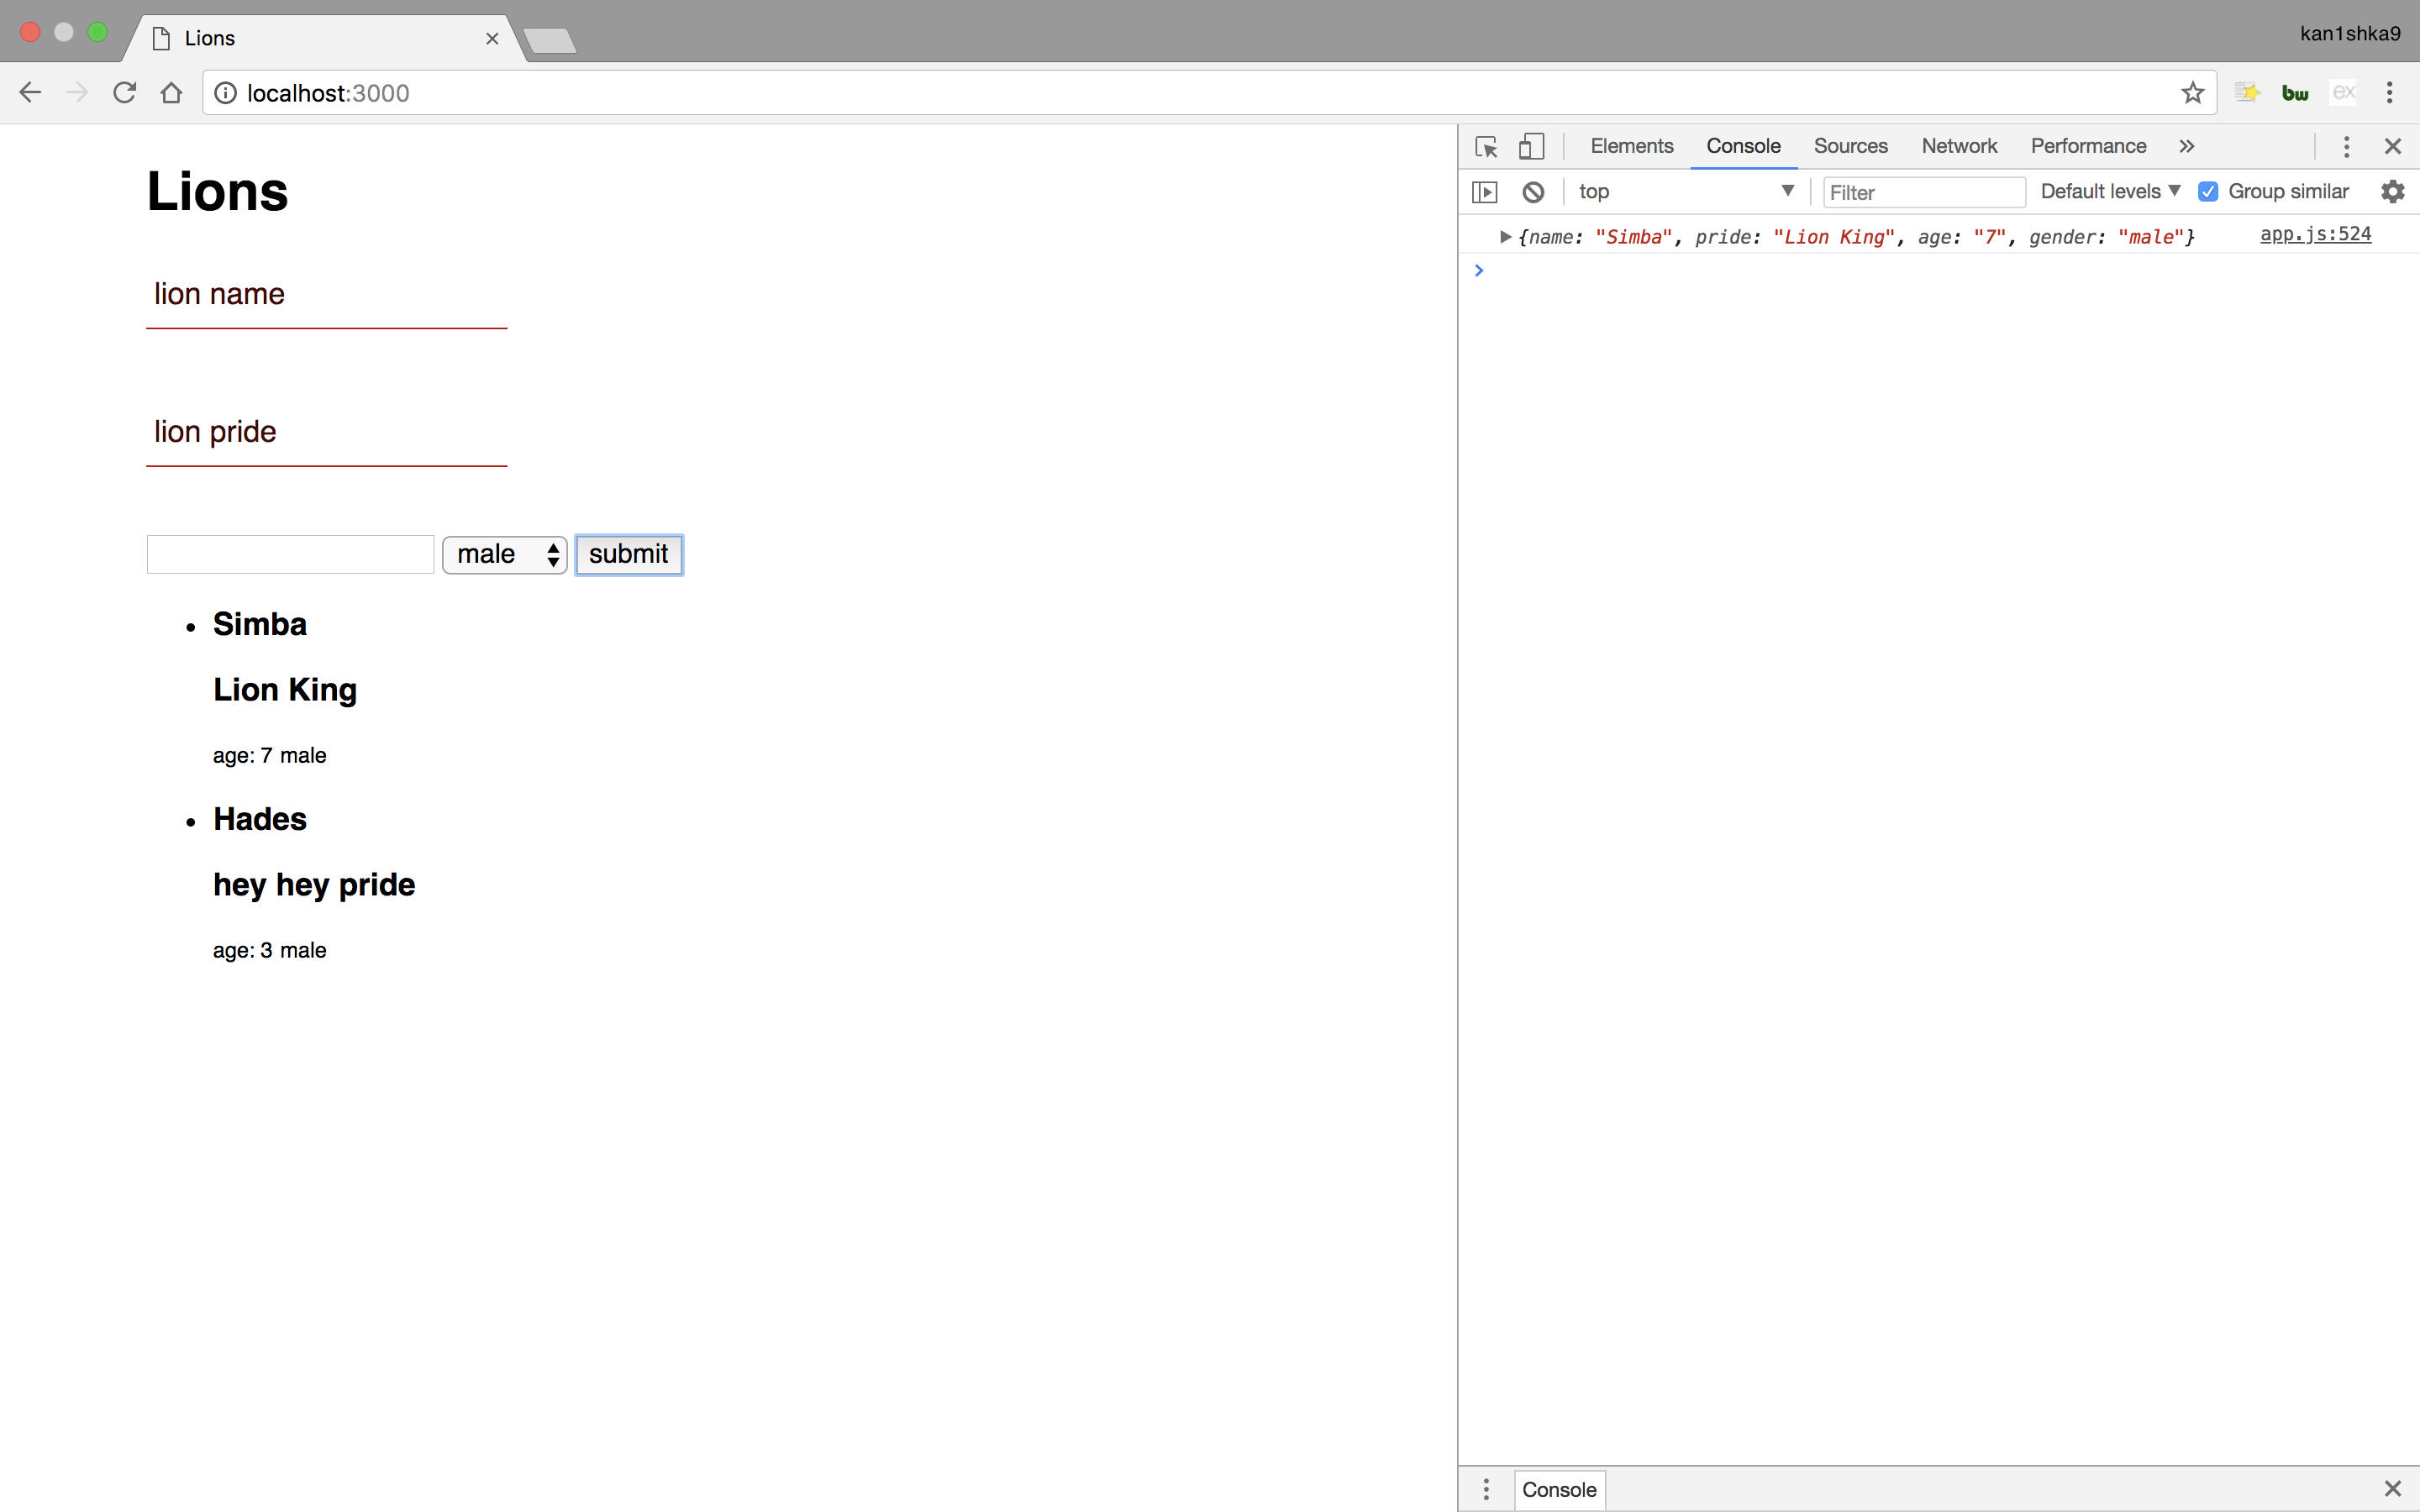 Lions
kan1shka9
localhost:3000
bw
ex
Elements Console Sources Network Performance
top Filter Default levels Group similar
{name: "Simba", pride: "Lion King", age: "7", gender: "male"} app.js:524
Lions
lion name
lion pride
male submit
Simba
Lion King
age: 7 male
Hades
hey hey pride
age: 3 male
Console